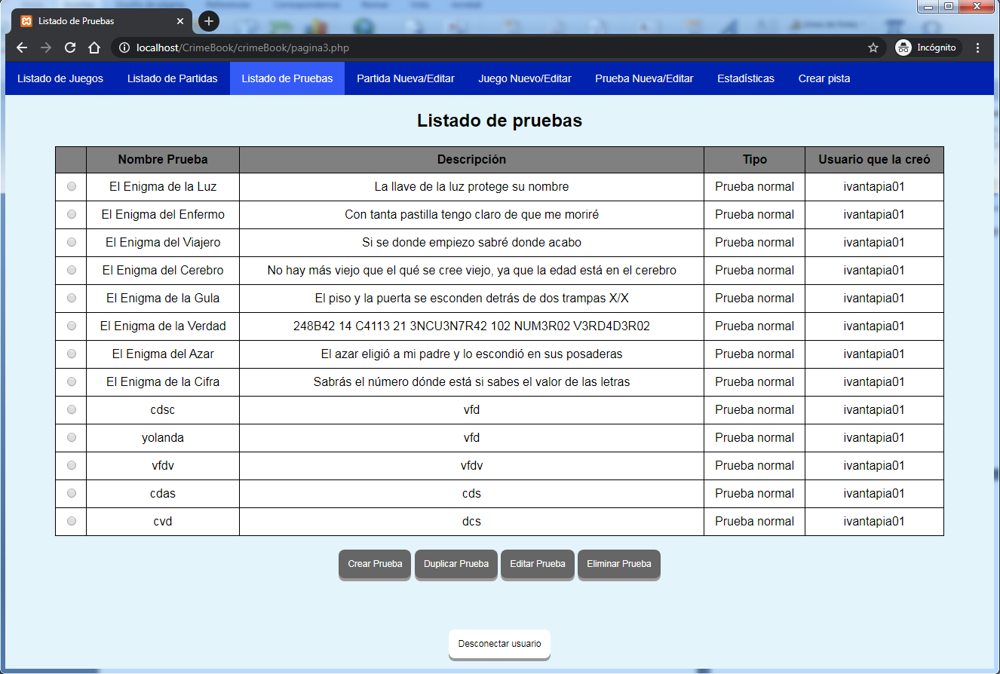 Listado de Pruebas
localhost/CrimeBook/crimeBook/pagina3.php
Incógnito
Listado de Juegos Listado de Partidas Listado de Pruebas Partida Nueva/Editar Juego Nuevo/Editar Prueba Nueva/Editar Estadísticas Crear pista
Listado de pruebas
Nombre Prueba Descripción Tipo Usuario que la creó
El Enigma de la Luz La llave de la luz protege su nombre Prueba normal ivantapia01
El Enigma del Enfermo Con tanta pastilla tengo claro de que me moriré Prueba normal ivantapia01
El Enigma del Viajero Si se donde empiezo sabré donde acabo Prueba normal ivantapia01
El Enigma del Cerebro No hay más viejo que el qué se cree viejo, ya que la edad está en el cerebro Prueba normal ivantapia01
El Enigma de la Gula El piso y la puerta se esconden detrás de dos trampas X/X Prueba normal ivantapia01
El Enigma de la Verdad 248B42 14 C4113 21 3NCU3N7R42 102 NUM3R02 V3RD4D3R02 Prueba normal ivantapia01
El Enigma del Azar El azar eligió a mi padre y lo escondió en sus posaderas Prueba normal ivantapia01
El Enigma de la Cifra Sabrás el número dónde está si sabes el valor de las letras Prueba normal ivantapia01
cdsc vfd Prueba normal ivantapia01
yolanda vfd Prueba normal ivantapia01
vfdv vfdv Prueba normal ivantapia01
cdas cds Prueba normal ivantapia01
cvd dcs Prueba normal ivantapia01
Crear Prueba Duplicar Prueba Editar Prueba Eliminar Prueba
Desconectar usuario